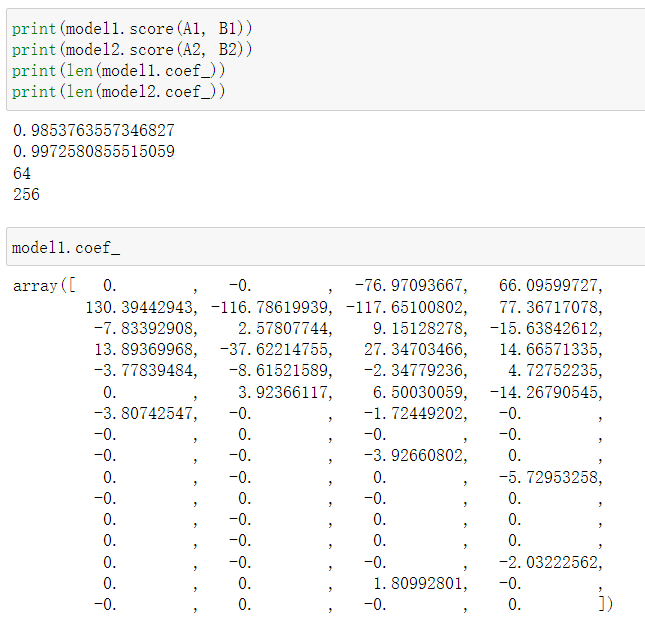 print(model1.score(A1, B1))
print(model2.score(A2, B2))
print(len(model1.coef_))
print(len(model2.coef_))
0.9853763557346827
0.9972580855515059
64
256
model1.coef_
array([   0.        ,   -0.        ,  -76.97093667,   66.09599727,
        130.39442943, -116.78619939, -117.65100802,   77.36717078,
         -7.83392908,    2.57807744,    9.15128278,  -15.63842612,
         13.89369968,  -37.62214755,   27.34703466,   14.66571335,
         -3.77839484,   -8.61521589,   -2.34779236,    4.72752235,
          0.        ,    3.92366117,    6.50030059,  -14.26790545,
         -3.80742547,   -0.        ,   -1.72449202,   -0.        ,
         -0.        ,    0.        ,   -0.        ,   -0.        ,
         -0.        ,   -0.        ,   -3.92660802,    0.        ,
          0.        ,   -0.        ,    0.        ,   -5.72953258,
         -0.        ,    0.        ,   -0.        ,    0.        ,
          0.        ,   -0.        ,    0.        ,    0.        ,
          0.        ,   -0.        ,    0.        ,    0.        ,
          0.        ,   -0.        ,   -0.        ,   -2.03222562,
          0.        ,    0.        ,    1.80992801,   -0.        ,
         -0.        ,    0.        ,   -0.        ,    0.        ])